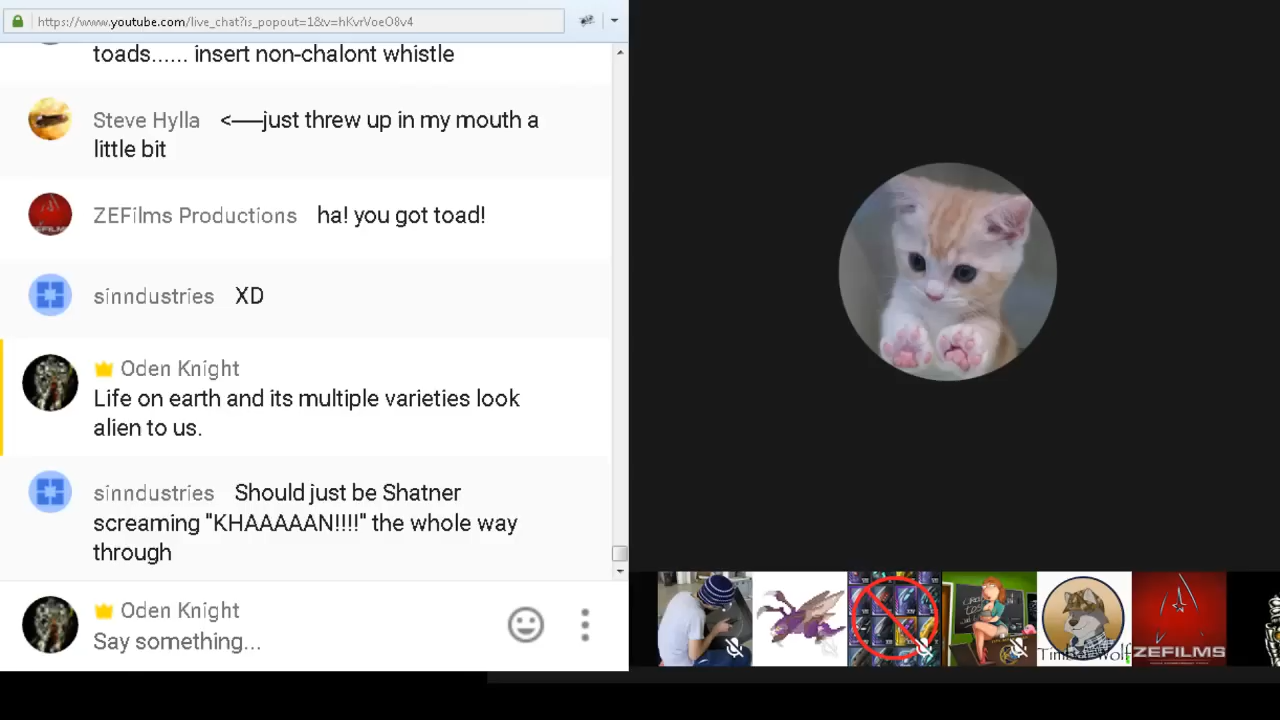 https://www.youtube.com/live_chat?is_popout=1&v=hKvrVoeO8v4
toads...... insert non-chalont whistle
Steve Hylla <-----just threw up in my mouth a
little bit
ZEFilms Productions ha! you got toad!
sinndustries XD
Oden Knight
Life on earth and its multiple varieties look
alien to us.
sinndustries Should just be Shatner
screaming "KHAAAAAN!!!!" the whole way
through
Oden Knight
Say something...
ZEFILMS